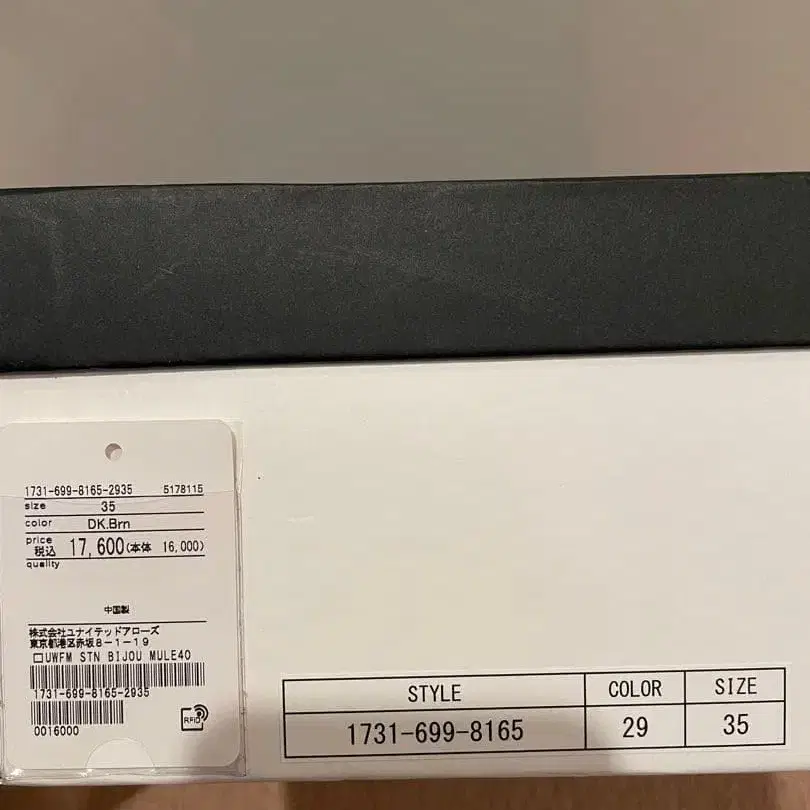 1731-699-8165-2935 5178115
size 35
color DK.Brn
price
税込 17,600(本体 16,000)
quality
中国製
株式会社ユナイテッドアローズ
東京都港区赤坂8-1-19
□UWFM STN BIJOU MULE40
1731-699-8165-2935
0016000
RFID
STYLE COLOR SIZE
1731-699-8165 29 35